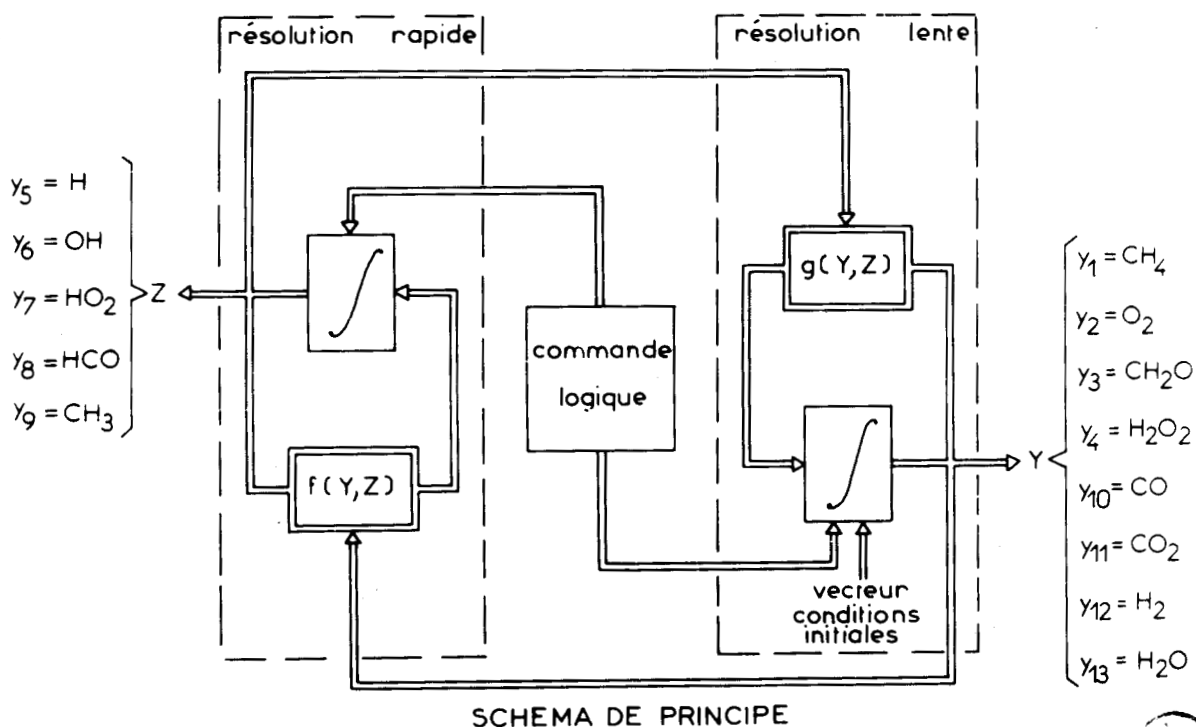 résolution rapide
résolution lente
y5 = H
y6 = OH
y7 = HO2
y8 = HCO
y9 = CH3
Z
∫
f(Y,Z)
commande
logique
g(Y,Z)
∫
vecteur
conditions
initiales
Y
y1 = CH4
y2 = O2
y3 = CH2O
y4 = H2O2
y10 = CO
y11 = CO2
y12 = H2
y13 = H2O
SCHEMA DE PRINCIPE